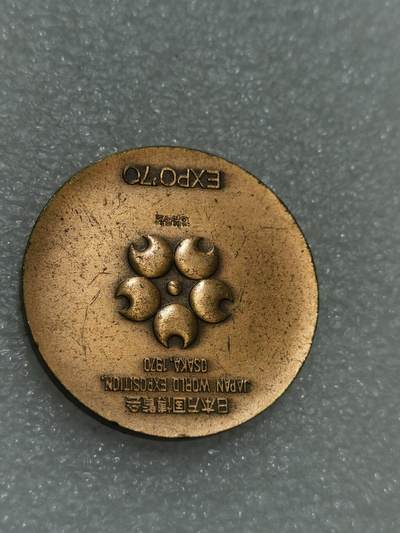 日本万国博覧会
JAPAN WORLD EXPOSITION,
OSAKA, 1970
EXPO'70